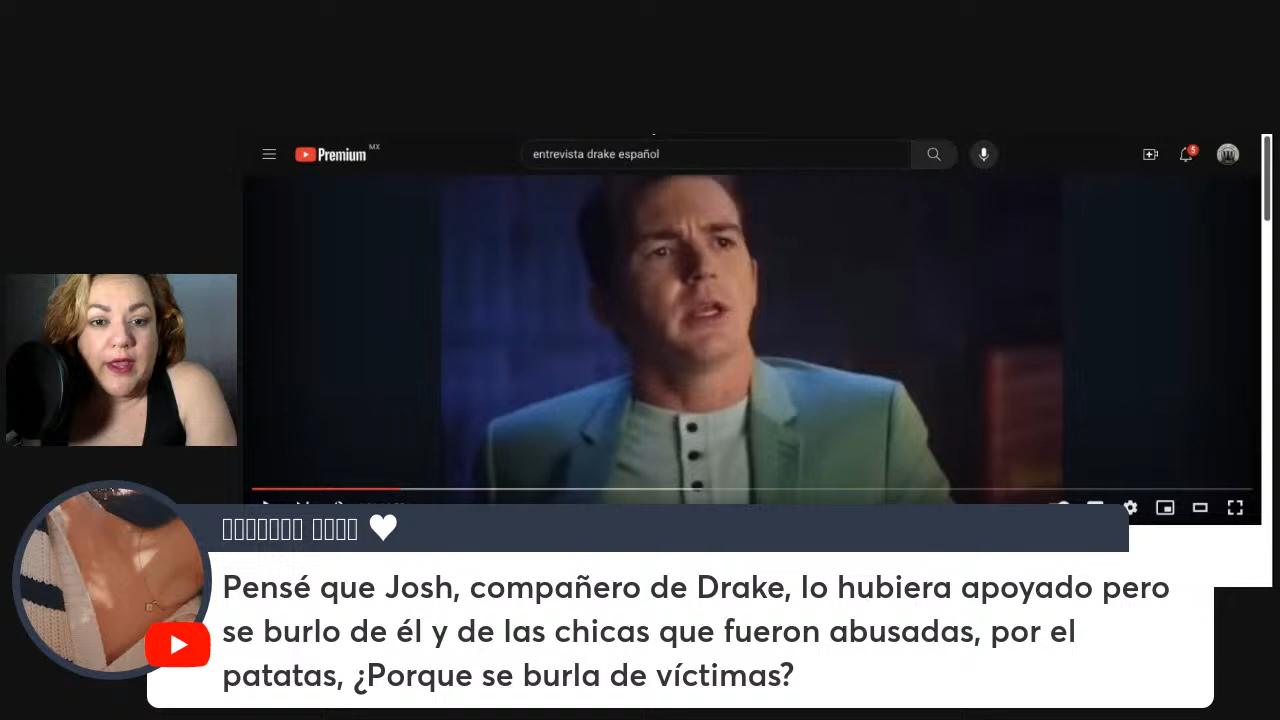 Premium MX
entrevista drake español
5
Pensé que Josh, compañero de Drake, lo hubiera apoyado pero
se burlo de él y de las chicas que fueron abusadas, por el
patatas, ¿Porque se burla de víctimas?